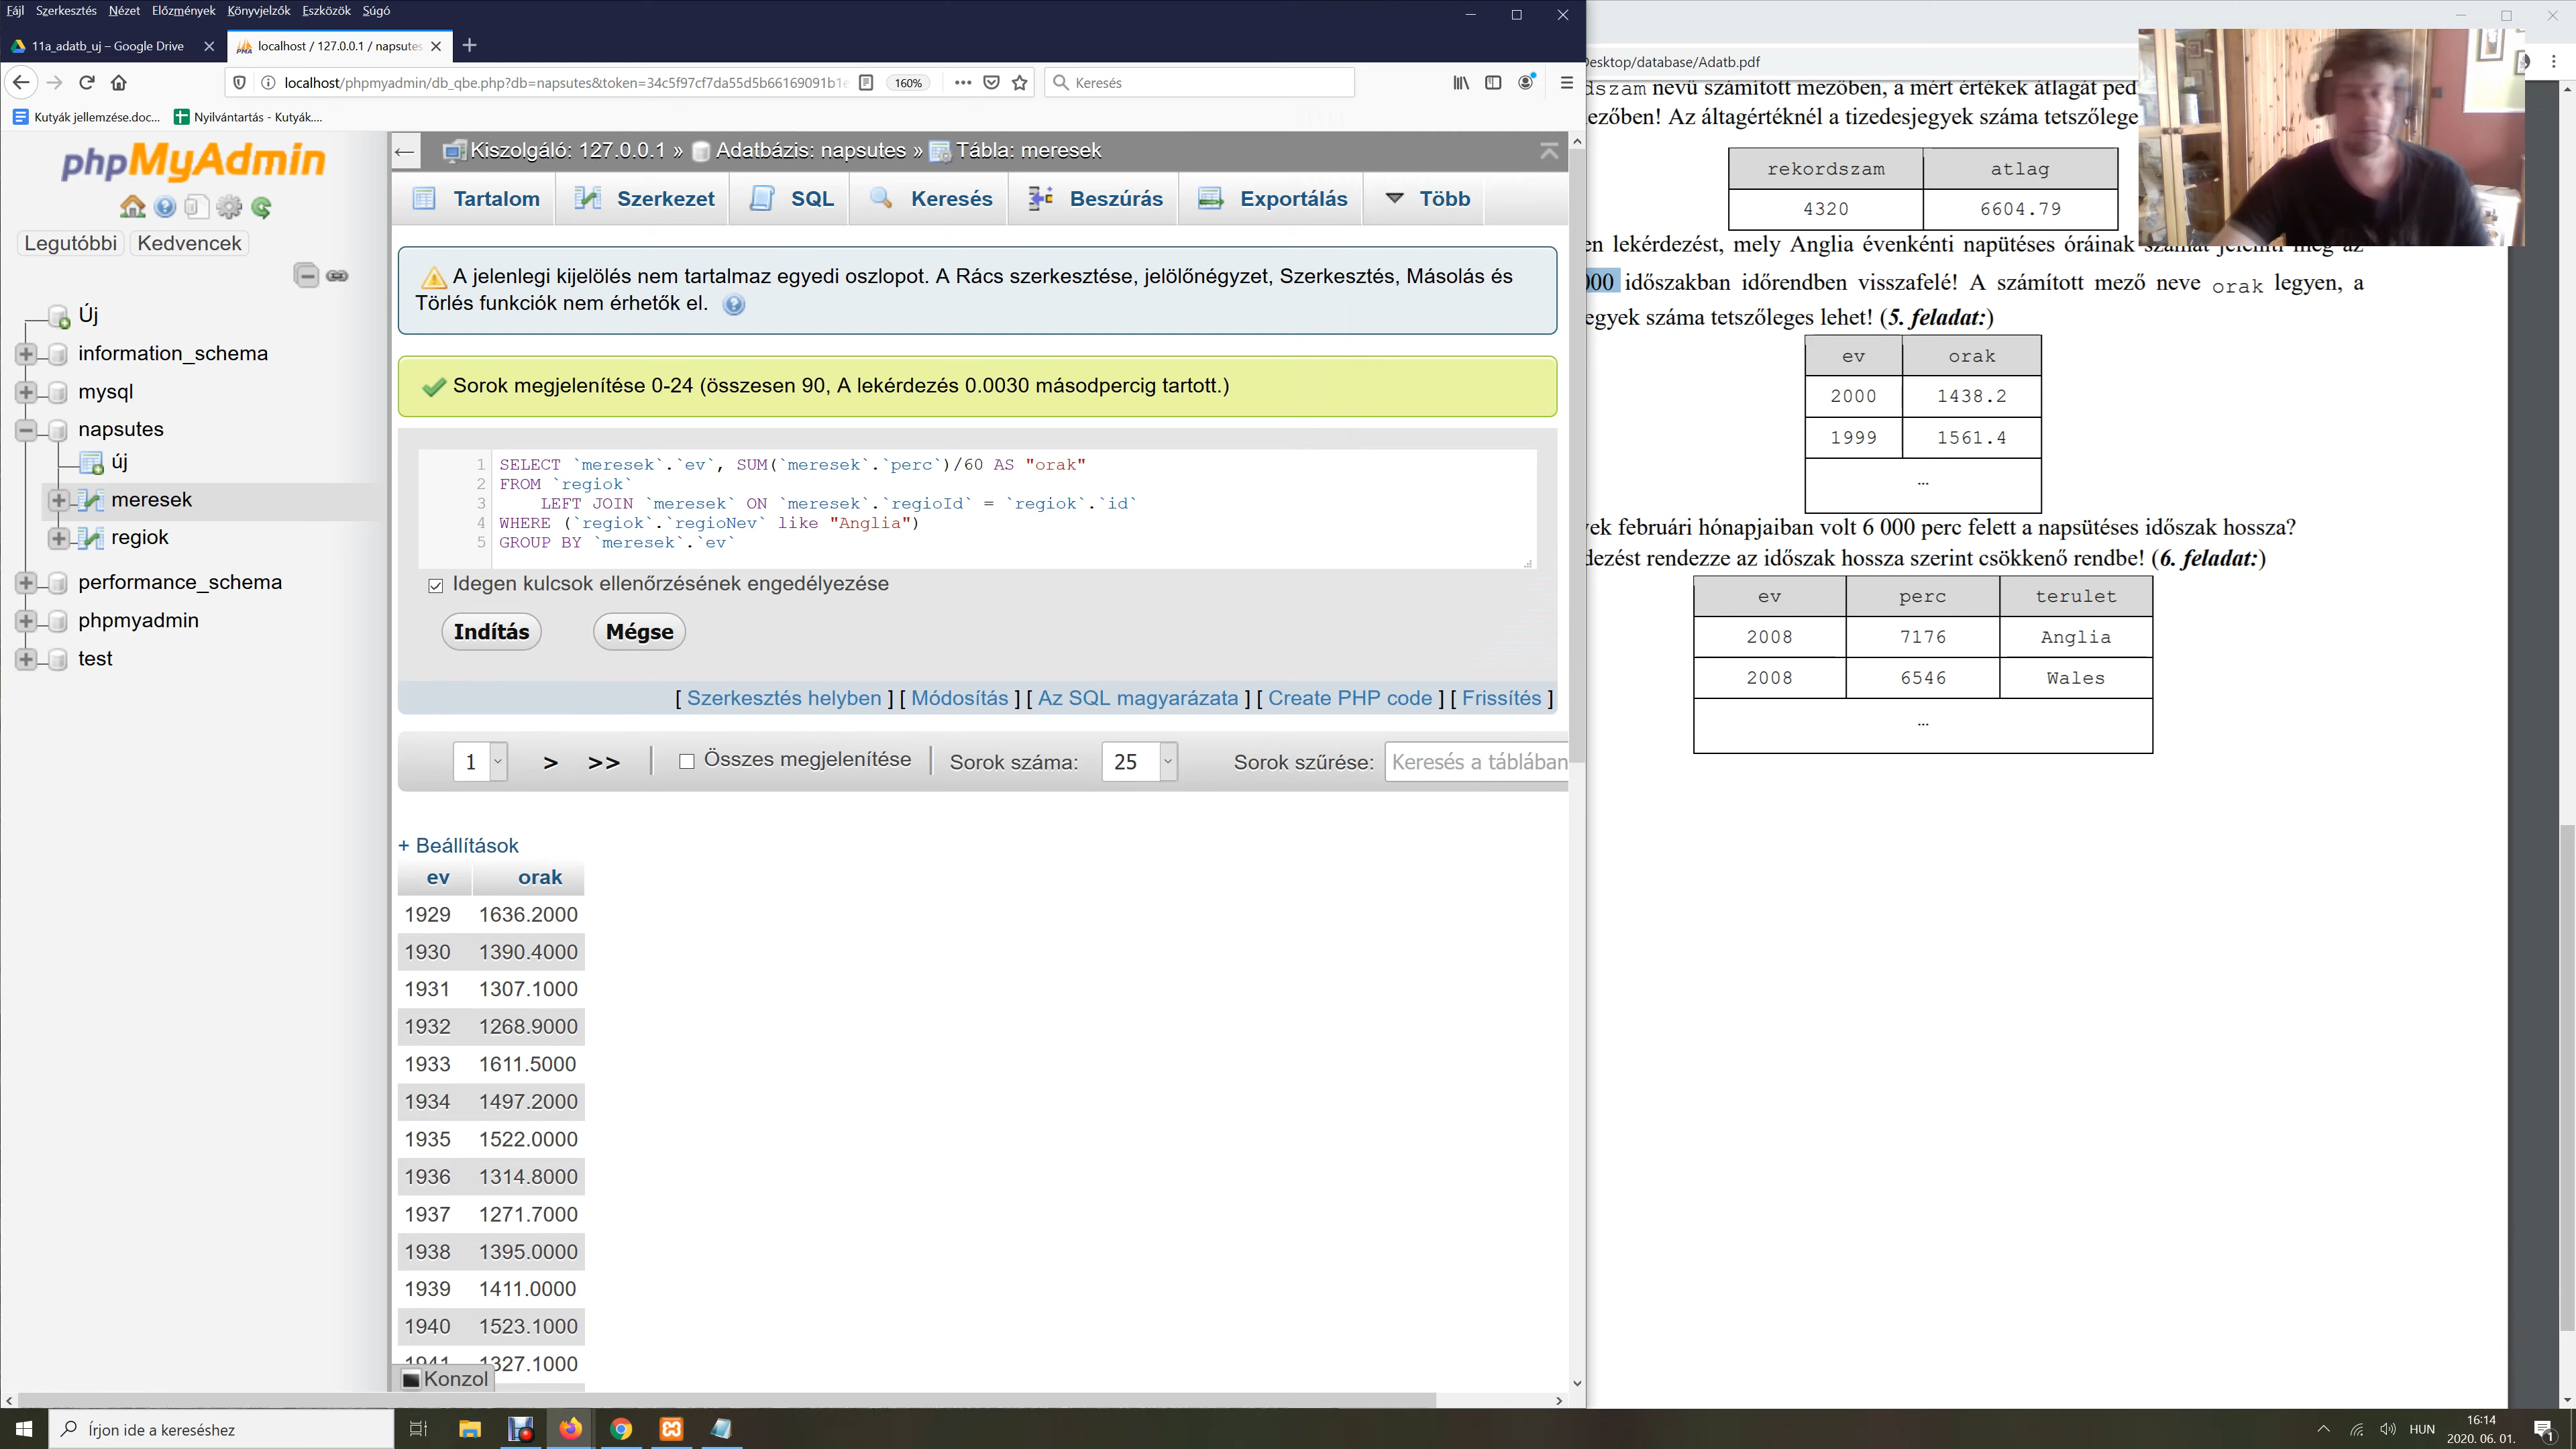 Fájl Szerkesztés Nézet Előzmények Könyvjelzők Eszközök Súgó
11a_adatb_uj – Google Drive
localhost / 127.0.0.1 / napsutes
localhost/phpmyadmin/db_qbe.php?db=napsutes&token=34c5f97cf7da55d5b66169091b1e
160%
Keresés
Kutyák jellemzése.doc...
Nyilvántartás - Kutyák....
phpMyAdmin
Legutóbbi
Kedvencek
Új
information_schema
mysql
napsutes
új
meresek
regiok
performance_schema
phpmyadmin
test
Kiszolgáló: 127.0.0.1 » Adatbázis: napsutes » Tábla: meresek
Tartalom
Szerkezet
SQL
Keresés
Beszúrás
Exportálás
Több
A jelenlegi kijelölés nem tartalmaz egyedi oszlopot. A Rács szerkesztése, jelölőnégyzet, Szerkesztés, Másolás és
Törlés funkciók nem érhetők el.
Sorok megjelenítése 0-24 (összesen 90, A lekérdezés 0.0030 másodpercig tartott.)
1 SELECT `meresek`.`ev`, SUM(`meresek`.`perc`)/60 AS "orak"
2 FROM `regiok`
3 LEFT JOIN `meresek` ON `meresek`.`regioId` = `regiok`.`id`
4 WHERE (`regiok`.`regioNev` like "Anglia")
5 GROUP BY `meresek`.`ev`
Idegen kulcsok ellenőrzésének engedélyezése
Indítás
Mégse
[ Szerkesztés helyben ] [ Módosítás ] [ Az SQL magyarázata ] [ Create PHP code ] [ Frissítés ]
1 > >> Összes megjelenítése Sorok száma: 25 Sorok szűrése: Keresés a táblában
+ Beállítások
ev orak
1929 1636.2000
1930 1390.4000
1931 1307.1000
1932 1268.9000
1933 1611.5000
1934 1497.2000
1935 1522.0000
1936 1314.8000
1937 1271.7000
1938 1395.0000
1939 1411.0000
1940 1523.1000
1941 1327.1000
Konzol
Desktop/database/Adatb.pdf
dszam nevű számított mezőben, a mért értékek átlagát ped
ezőben! Az áltagértéknél a tizedesjegyek száma tetszőlege
rekordszam atlag
4320 6604.79
en lekérdezést, mely Anglia évenkénti napütéses óráinak számát jeleníti meg az
000 időszakban időrendben visszafelé! A számított mező neve orak legyen, a
egyek száma tetszőleges lehet! (5. feladat:)
ev orak
2000 1438.2
1999 1561.4
...
yek februári hónapjaiban volt 6 000 perc felett a napsütéses időszak hossza?
dezést rendezze az időszak hossza szerint csökkenő rendbe! (6. feladat:)
ev perc terulet
2008 7176 Anglia
2008 6546 Wales
...
Írjon ide a kereséshez
HUN
16:14
2020. 06. 01.
1